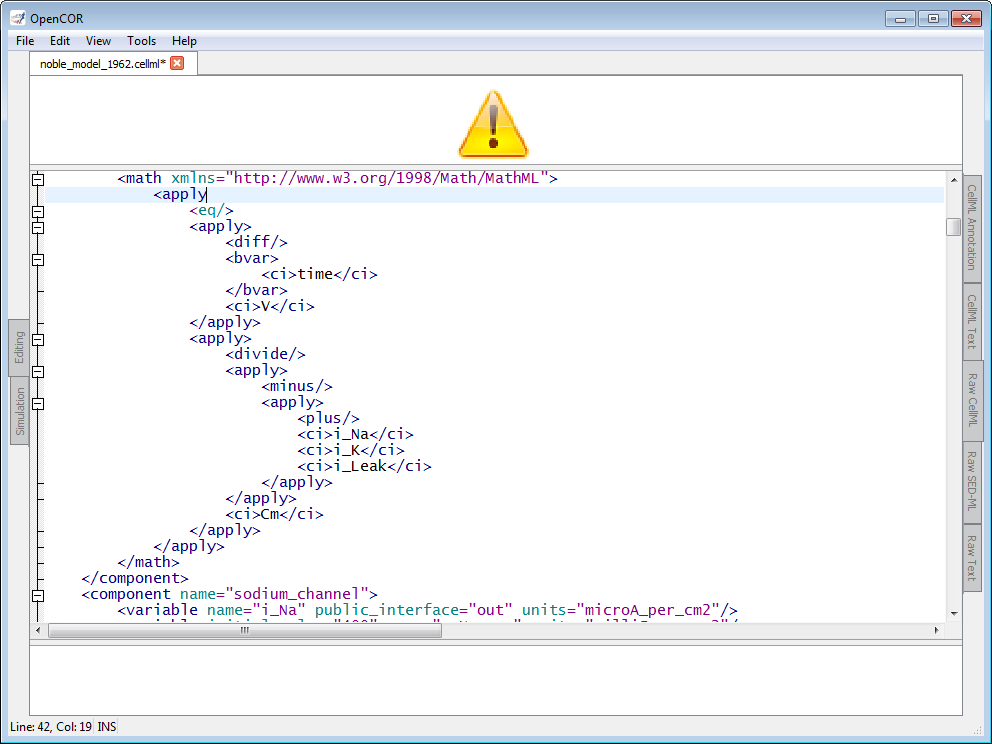 OpenCOR
File Edit View Tools Help
noble_model_1962.cellml*
<math xmlns="http://www.w3.org/1998/Math/MathML">
<apply
<eq/>
<apply>
<diff/>
<bvar>
<ci>time</ci>
</bvar>
<ci>V</ci>
</apply>
<apply>
<divide/>
<apply>
<minus/>
<apply>
<plus/>
<ci>i_Na</ci>
<ci>i_K</ci>
<ci>i_Leak</ci>
</apply>
</apply>
<ci>Cm</ci>
</apply>
</apply>
</math>
</component>
<component name="sodium_channel">
<variable name="i_Na" public_interface="out" units="microA_per_cm2"/>
Editing
Simulation
CellML Annotation
CellML Text
Raw CellML
Raw SED-ML
Raw Text
Line: 42, Col: 19 INS